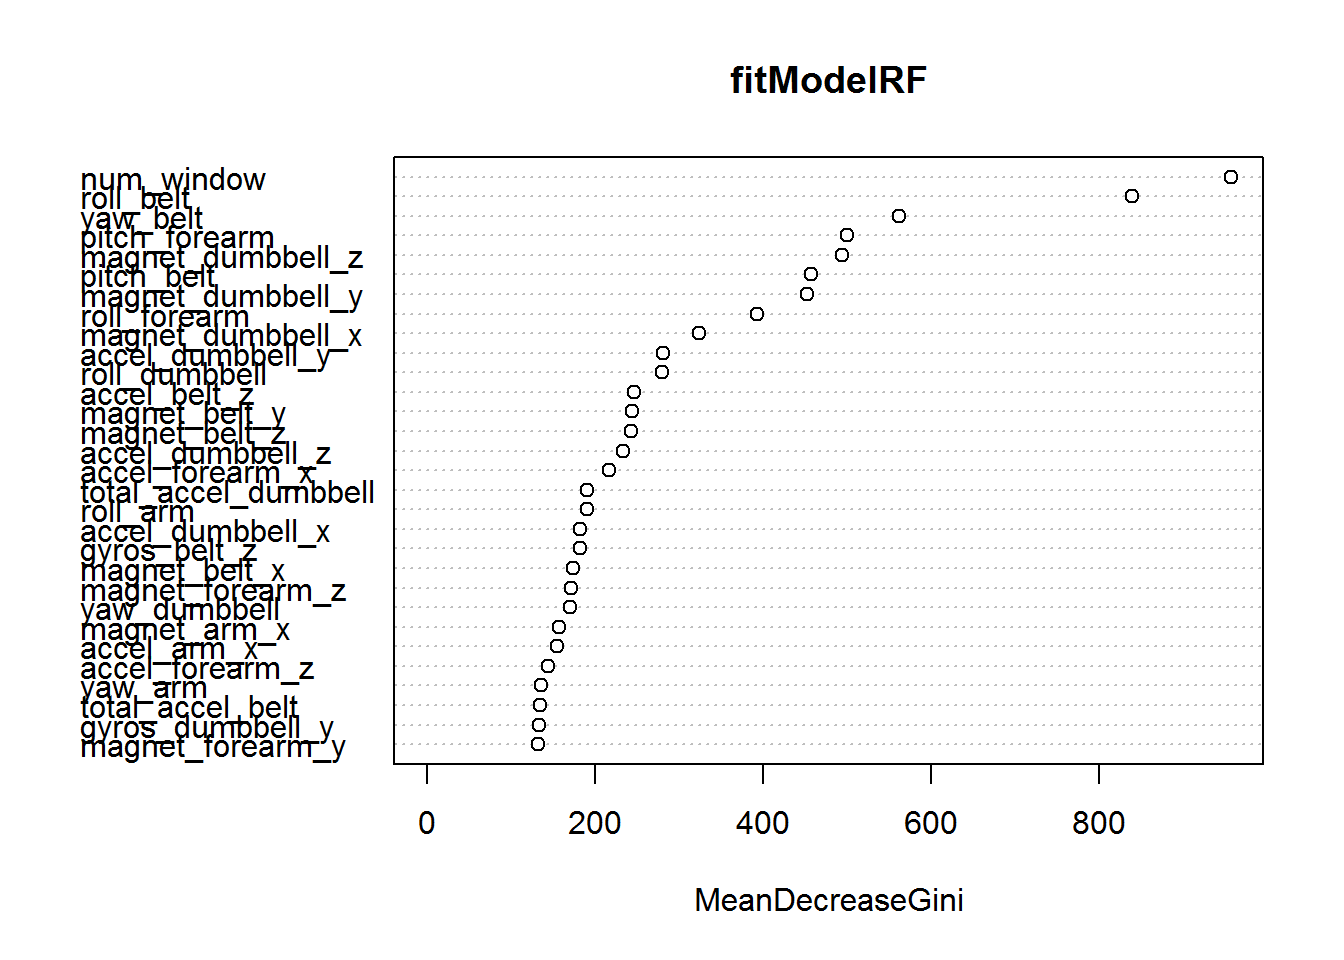 fitModelRF
num_window
roll_belt
yaw_belt
pitch_forearm
magnet_dumbbell_z
pitch_belt
magnet_dumbbell_y
roll_forearm
magnet_dumbbell_x
accel_dumbbell_y
roll_dumbbell
accel_belt_z
magnet_belt_y
magnet_belt_z
accel_dumbbell_z
accel_forearm_x
total_accel_dumbbell
roll_arm
accel_dumbbell_x
gyros_belt_z
magnet_belt_x
magnet_forearm_z
yaw_dumbbell
magnet_arm_x
accel_arm_x
accel_forearm_z
yaw_arm
total_accel_belt
gyros_dumbbell_y
magnet_forearm_y
0 200 400 600 800
MeanDecreaseGini